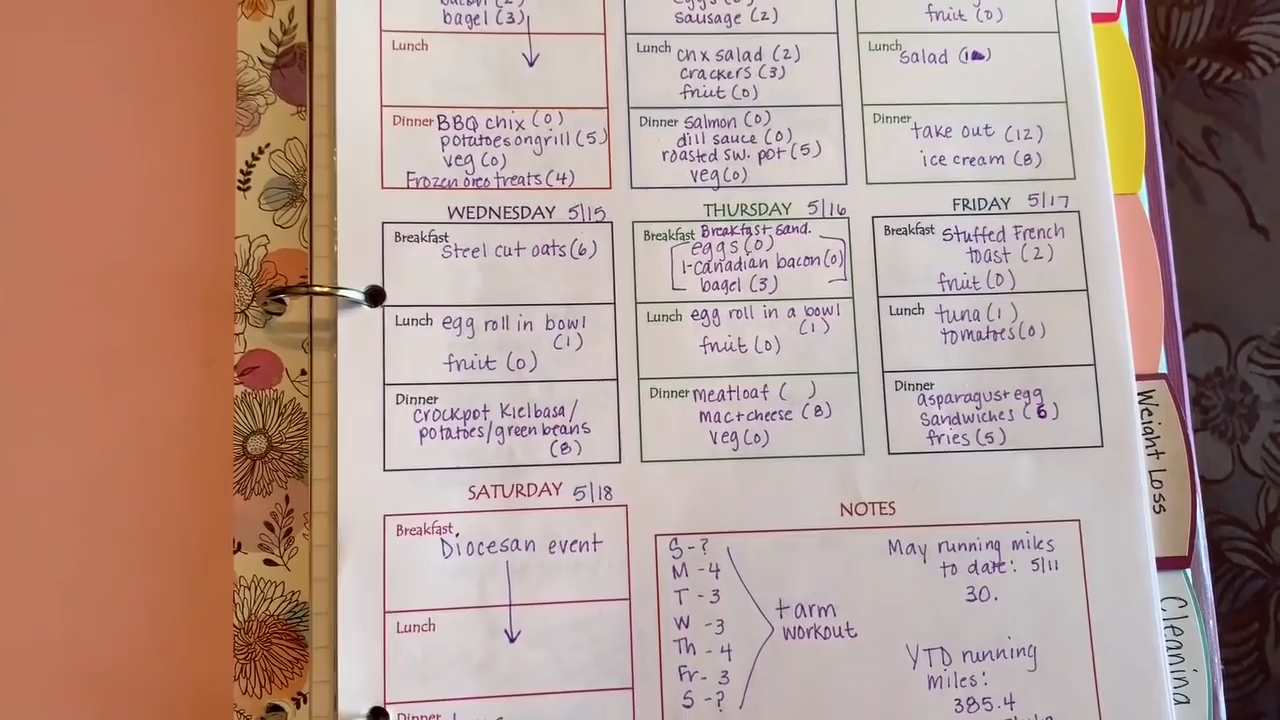 bagel (3)
Lunch
Dinner BBQ chix (0)
potatoes on grill (5)
veg (0)
Frozen oreo treats (4)
sausage (2)
Lunch cnx salad (2)
crackers (3)
fruit (0)
Dinner salmon (0)
dill sauce (0)
roasted sw. pot (5)
veg (0)
fruit (0)
Lunch salad
Dinner take out (12)
ice cream (8)
WEDNESDAY 5/15
Breakfast
Steel cut oats (6)
Lunch egg roll in bowl
(1)
fruit (0)
Dinner
crockpot Kielbasa/
potatoes/green beans
(8)
THURSDAY 5/16
Breakfast Breakfast Sand.
eggs (0)
1-Canadian bacon (0)
bagel (3)
Lunch egg roll in a bowl
(1)
fruit (0)
Dinner meatloaf ( )
mac + cheese (8)
veg (0)
FRIDAY 5/17
Breakfast Stuffed French
toast (2)
fruit (0)
Lunch tuna (1)
tomatoes (0)
Dinner
asparagus + egg
Sandwiches (6)
fries (5)
SATURDAY 5/18
Breakfast
Diocesan event
Lunch
Dinner
NOTES
S - ?
M - 4
T - 3
W - 3
Th - 4
Fr - 3
S - ?
+ arm
workout
May running miles
to date: 5/11
30.
YTD running
miles:
385.4
Weight Loss
Cleaning